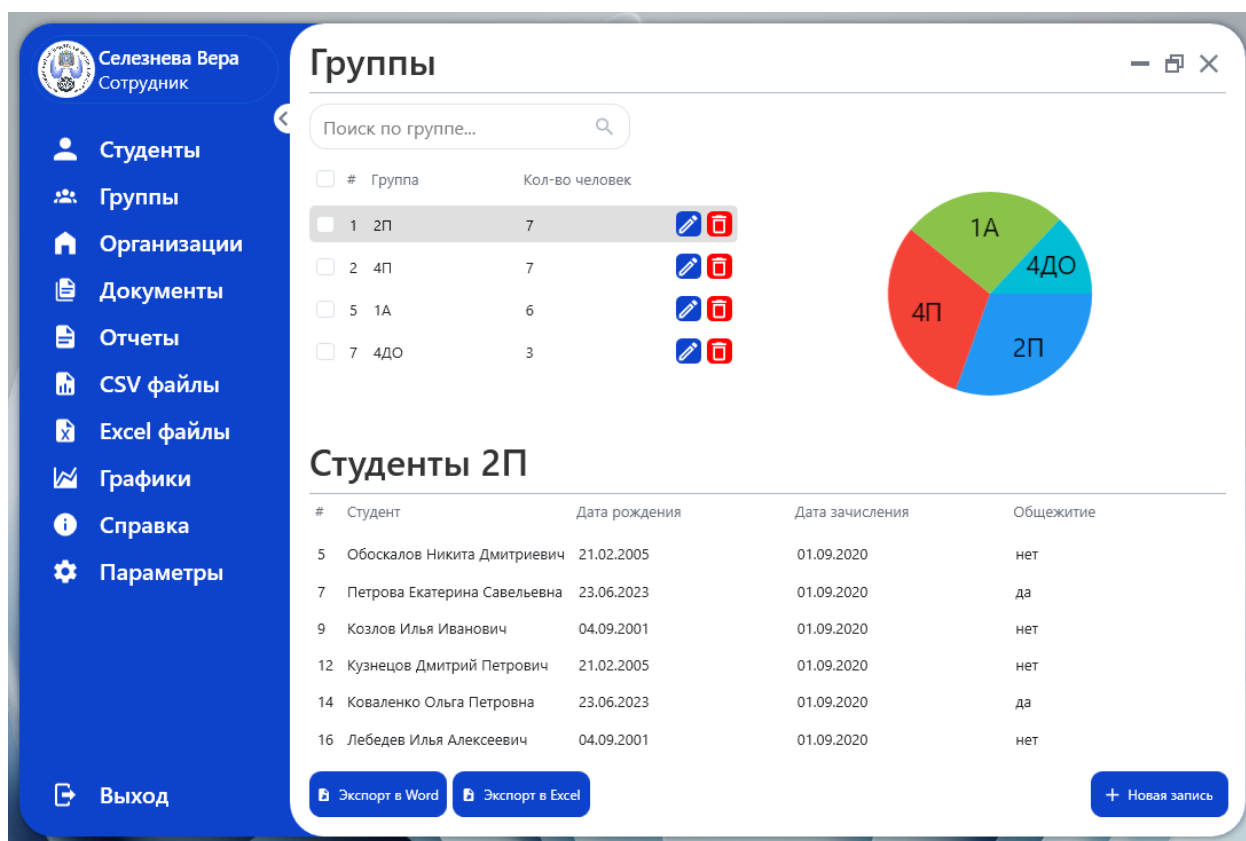 Селезнева Вера
Сотрудник
Студенты
Группы
Организации
Документы
Отчеты
CSV файлы
Excel файлы
Графики
Справка
Параметры
Выход
Группы
Поиск по группе...
# Группа Кол-во человек
1 2П 7
2 4П 7
5 1А 6
7 4ДО 3
1А
4ДО
4П
2П
Студенты 2П
# Студент Дата рождения Дата зачисления Общежитие
5 Обоскалов Никита Дмитриевич 21.02.2005 01.09.2020 нет
7 Петрова Екатерина Савельевна 23.06.2023 01.09.2020 да
9 Козлов Илья Иванович 04.09.2001 01.09.2020 нет
12 Кузнецов Дмитрий Петрович 21.02.2005 01.09.2020 нет
14 Коваленко Ольга Петровна 23.06.2023 01.09.2020 да
16 Лебедев Илья Алексеевич 04.09.2001 01.09.2020 нет
Экспорт в Word Экспорт в Excel + Новая запись